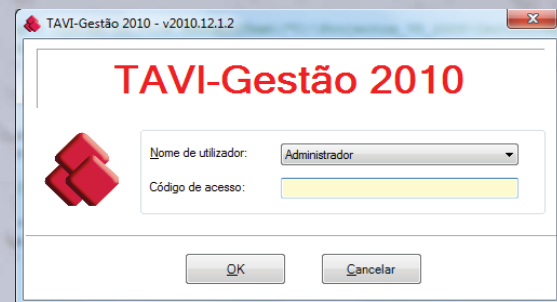 TAVI-Gestão 2010 - v2010.12.1.2
TAVI-Gestão 2010
Nome de utilizador:
Administrador
Código de acesso:
OK
Cancelar